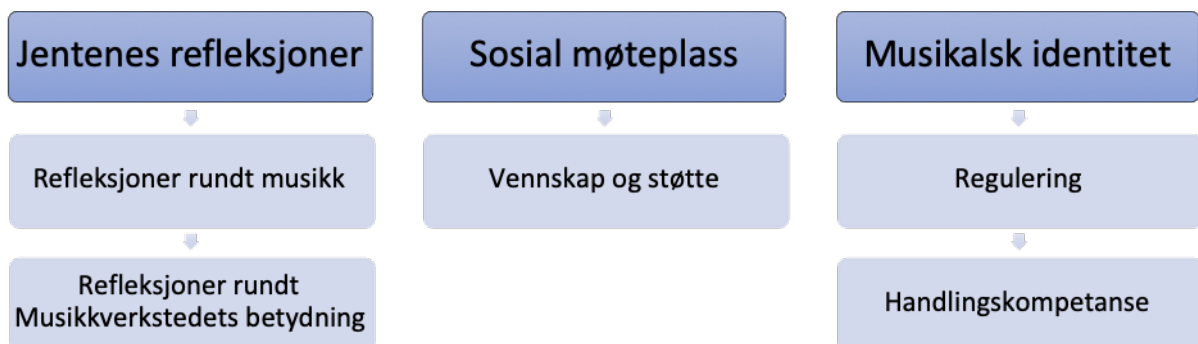 Jentenes refleksjoner
Refleksjoner rundt musikk
Refleksjoner rundt
Musikkverkstedets betydning
Sosial møteplass
Vennskap og støtte
Musikalsk identitet
Regulering
Handlingskompetanse